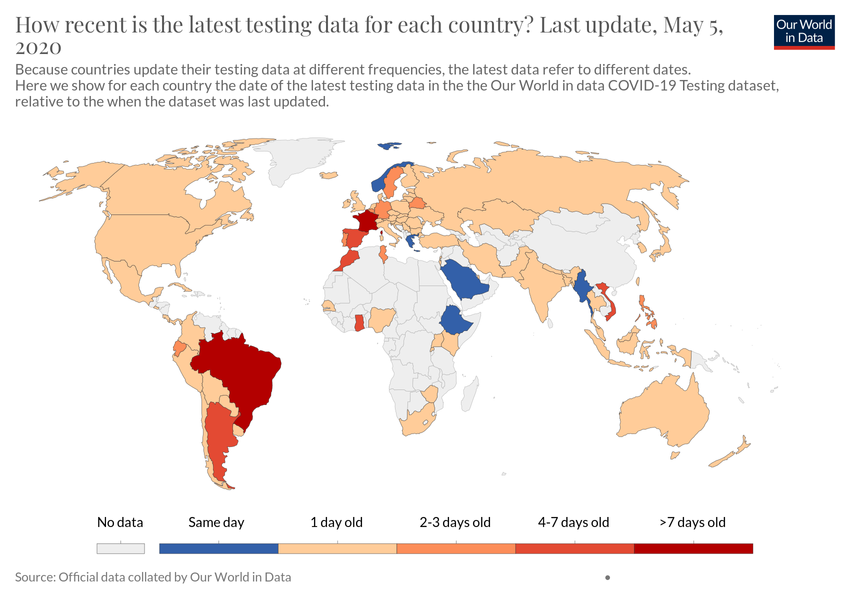 How recent is the latest testing data for each country? Last update, May 5,
2020
Our World
in Data
Because countries update their testing data at different frequencies, the latest data refer to different dates.
Here we show for each country the date of the latest testing data in the the Our World in data COVID-19 Testing dataset,
relative to the when the dataset was last updated.
No data
Same day
1 day old
2-3 days old
4-7 days old
>7 days old
Source: Official data collated by Our World in Data